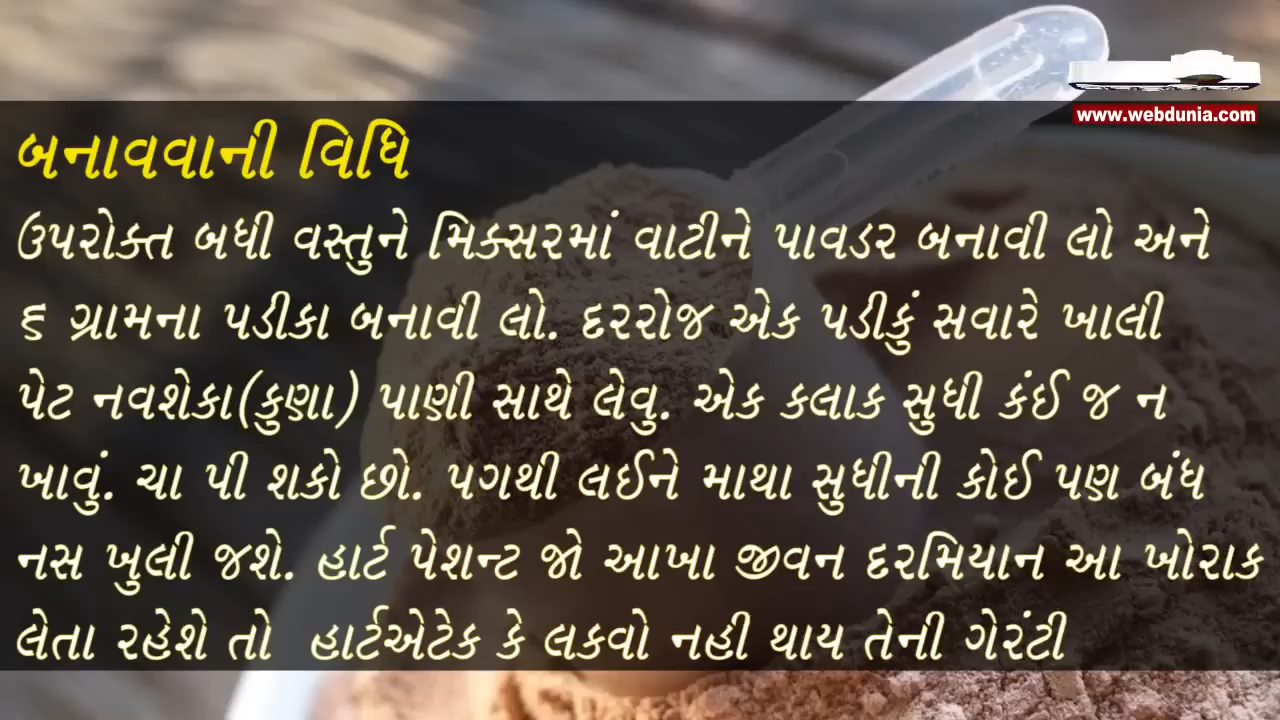 www.webdunia.com
બનાવવાની વિધિ
ઉપરોક્ત બધી વસ્તુને મિક્સરમાં વાટીને પાવડર બનાવી લો અને
૬ ગ્રામના પડીકા બનાવી લો. દરરોજ એક પડીકું સવારે ખાલી
પેટ નવશેકા(કુણા) પાણી સાથે લેવુ. એક કલાક સુધી કંઈ જ ન
ખાવું. ચા પી શકો છો. પગથી લઈને માથા સુધીની કોઈ પણ બંધ
નસ ખુલી જશે. હાર્ટ પેશન્ટ જો આખા જીવન દરમિયાન આ ખોરાક
લેતા રહેશે તો હાર્ટએટેક કે લકવો નહી થાય તેની ગેરંટી